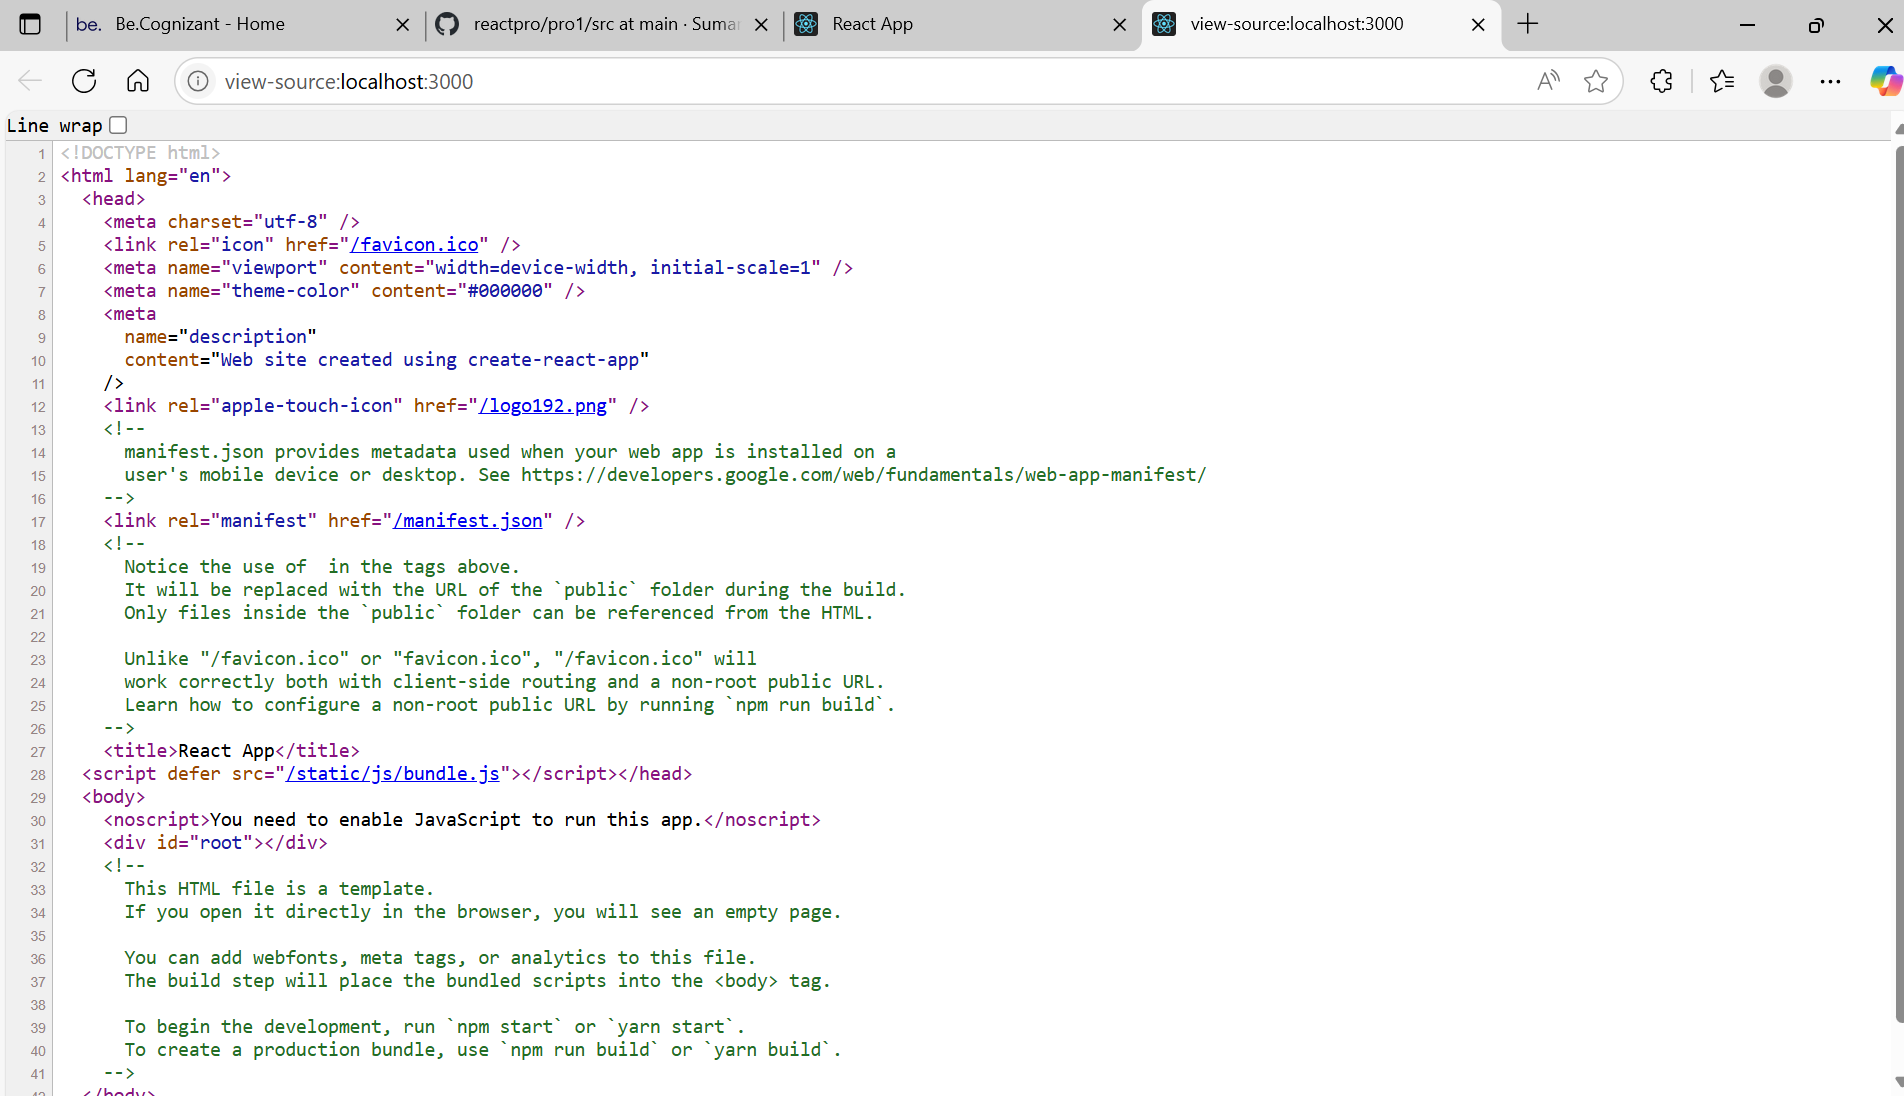 be. Be.Cognizant - Home
reactpro/pro1/src at main · Suma
React App
view-source:localhost:3000
view-source:localhost:3000
Line wrap
1 <!DOCTYPE html>
2 <html lang="en">
3 <head>
4 <meta charset="utf-8" />
5 <link rel="icon" href="/favicon.ico" />
6 <meta name="viewport" content="width=device-width, initial-scale=1" />
7 <meta name="theme-color" content="#000000" />
8 <meta
9 name="description"
10 content="Web site created using create-react-app"
11 />
12 <link rel="apple-touch-icon" href="/logo192.png" />
13 <!--
14 manifest.json provides metadata used when your web app is installed on a
15 user's mobile device or desktop. See https://developers.google.com/web/fundamentals/web-app-manifest/
16 -->
17 <link rel="manifest" href="/manifest.json" />
18 <!--
19 Notice the use of  in the tags above.
20 It will be replaced with the URL of the `public` folder during the build.
21 Only files inside the `public` folder can be referenced from the HTML.
22
23 Unlike "/favicon.ico" or "favicon.ico", "/favicon.ico" will
24 work correctly both with client-side routing and a non-root public URL.
25 Learn how to configure a non-root public URL by running `npm run build`.
26 -->
27 <title>React App</title>
28 <script defer src="/static/js/bundle.js"></script></head>
29 <body>
30 <noscript>You need to enable JavaScript to run this app.</noscript>
31 <div id="root"></div>
32 <!--
33 This HTML file is a template.
34 If you open it directly in the browser, you will see an empty page.
35
36 You can add webfonts, meta tags, or analytics to this file.
37 The build step will place the bundled scripts into the <body> tag.
38
39 To begin the development, run `npm start` or `yarn start`.
40 To create a production bundle, use `npm run build` or `yarn build`.
41 -->
42 </body>